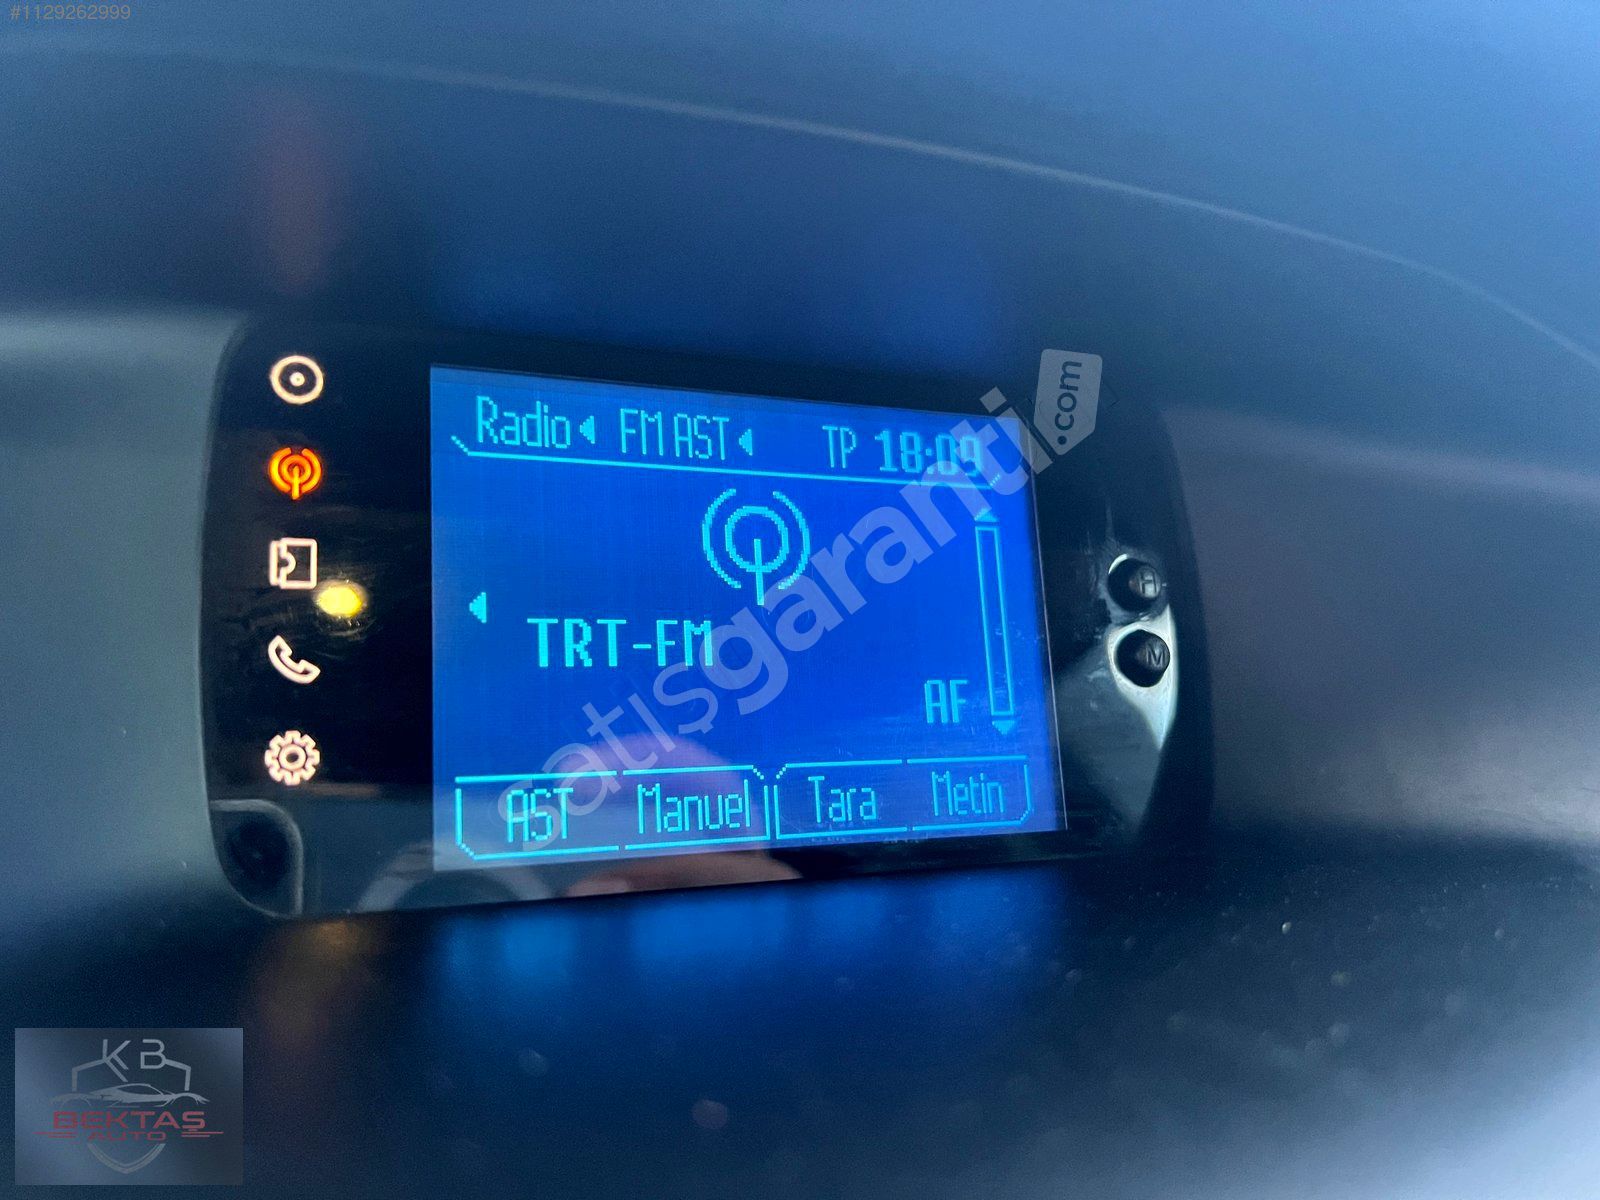 #1129262999
Radio FM AST TP 18:09
TRT-FM
AF
AST Manuel Tara Metin
H
M
satışgaranti.com
KB
BEKTAŞ
AUTO